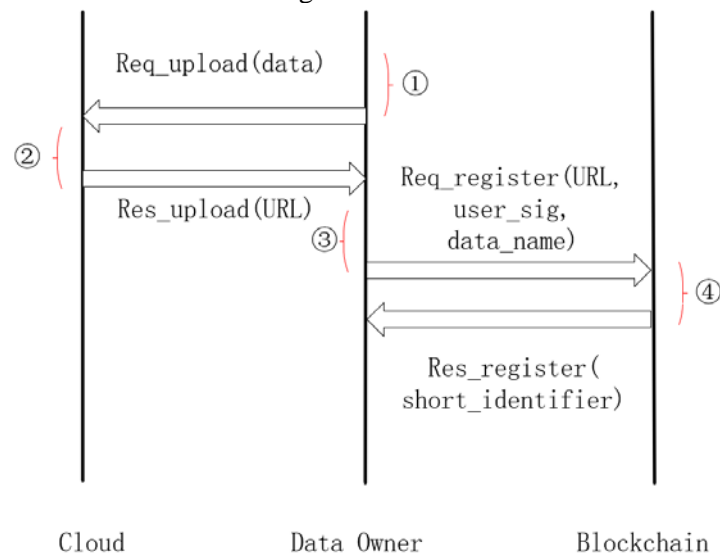 Req_upload(data)
①
②
Res_upload(URL)
Req_register(URL,
user_sig,
data_name)
③
④
Res_register(
short_identifier)
Cloud
Data Owner
Blockchain